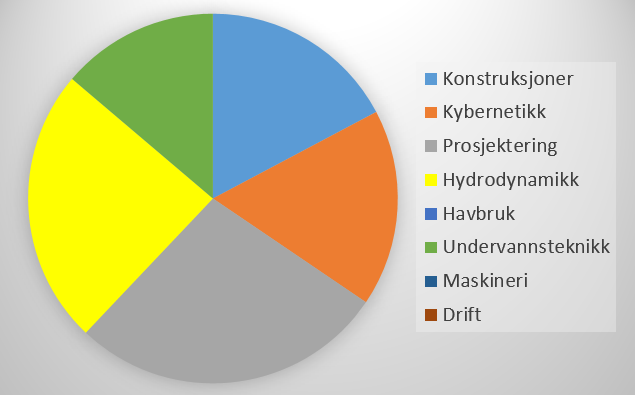 Konstruksjoner
Kybernetikk
Prosjektering
Hydrodynamikk
Havbruk
Undervannsteknikk
Maskineri
Drift